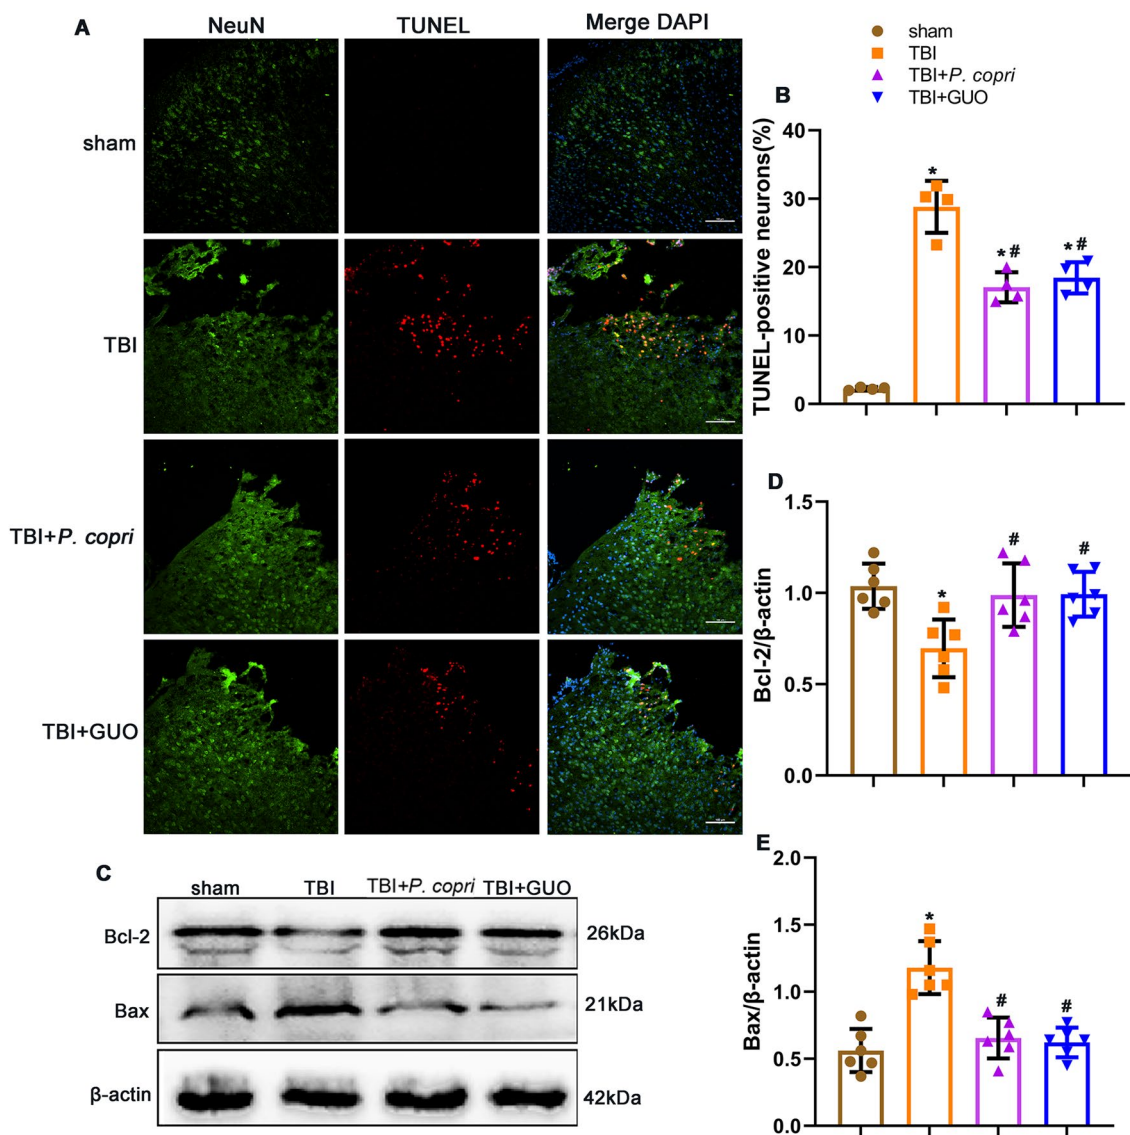 A
NeuN
TUNEL
Merge DAPI
sham
TBI
TBI+P. copri
TBI+GUO
sham
TBI
TBI+P. copri
TBI+GUO
B
TUNEL-positive neurons(%)
40
30
20
10
0
*
*#
*#
C
sham
TBI
TBI+P. copri
TBI+GUO
Bcl-2
26kDa
Bax
21kDa
β-actin
42kDa
D
Bcl-2/β-actin
1.5
1.0
0.5
0.0
*
#
#
E
Bax/β-actin
2.0
1.5
1.0
0.5
0.0
*
#
#